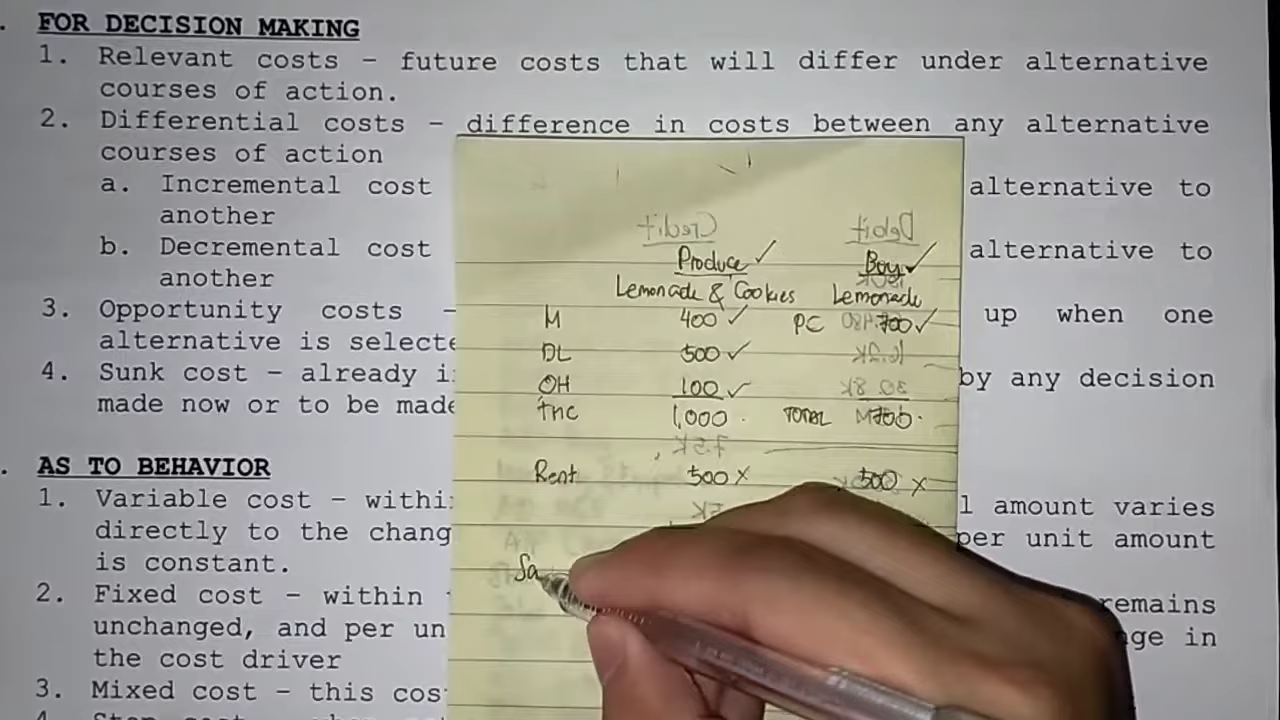 FOR DECISION MAKING
1. Relevant costs – future costs that will differ under alternative
courses of action.
2. Differential costs – difference in costs between any alternative
courses of action
a. Incremental cost alternative to
another
b. Decremental cost alternative to
another
3. Opportunity costs – up when one
alternative is selecte
4. Sunk cost – already i by any decision
made now or to be made
AS TO BEHAVIOR
1. Variable cost – withi l amount varies
directly to the chang per unit amount
is constant.
2. Fixed cost – within remains
unchanged, and per un nge in
the cost driver
3. Mixed cost – this cos
Credit Debit
Produce ✓ Buy ✓
Lemonade & Cookies Lemonade
M 400 ✓ PC 700 ✓
DL 500 ✓
OH 100 ✓
1,000 TOTAL
Rent 500 x 500 x
Sa